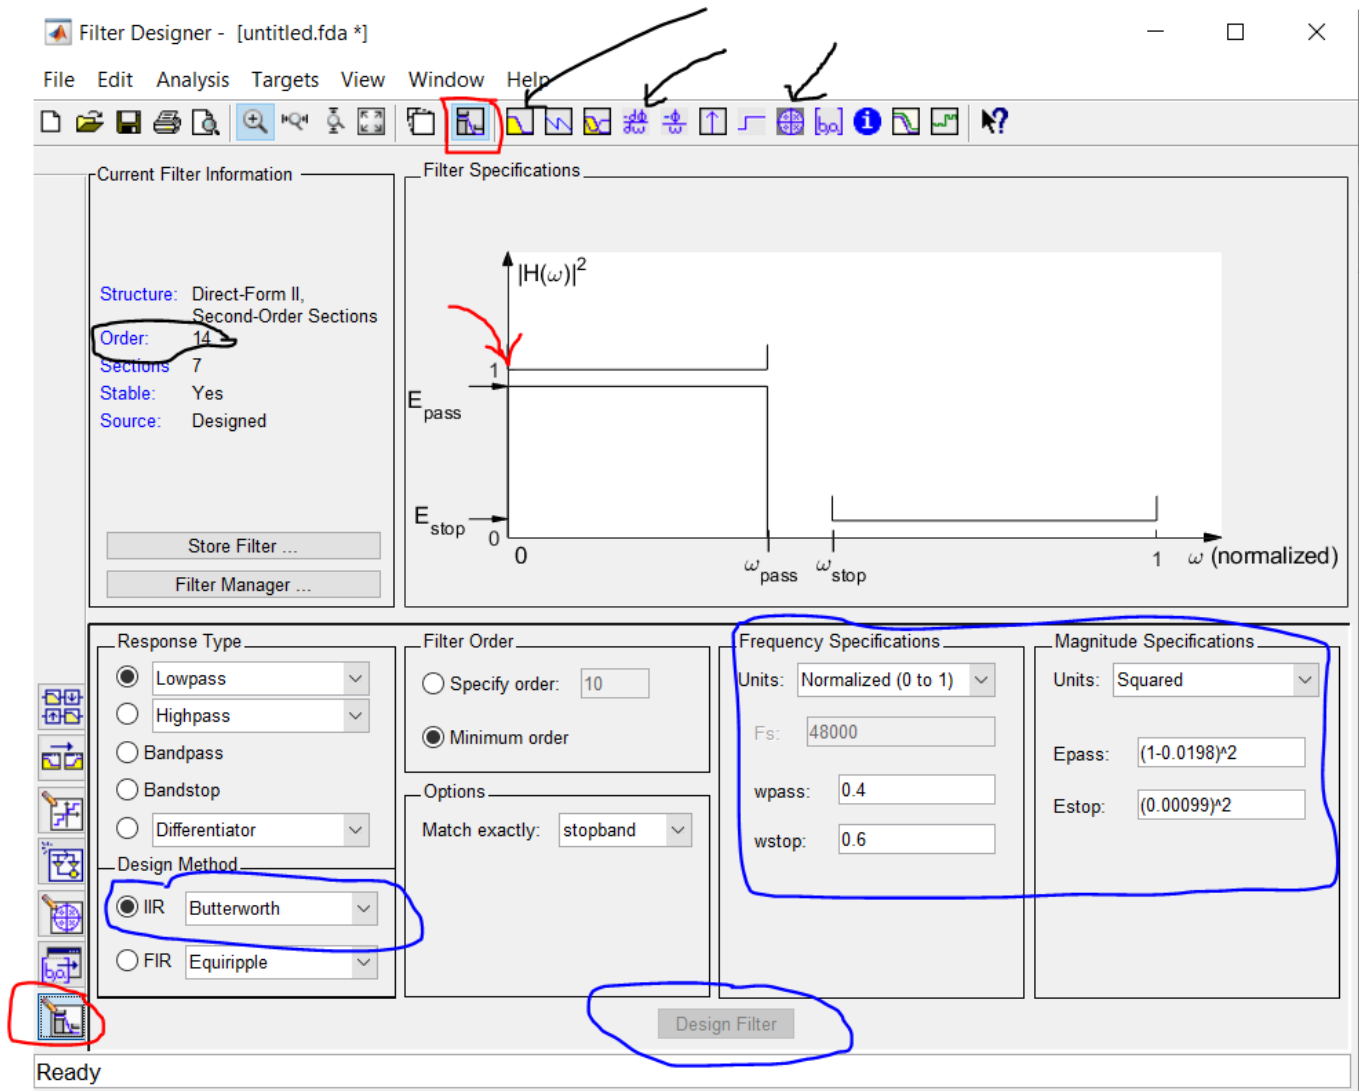 Filter Designer - [untitled.fda *]
File Edit Analysis Targets View Window Help
Current Filter Information
Structure: Direct-Form II,
Second-Order Sections
Order: 14
Sections 7
Stable: Yes
Source: Designed
Store Filter ...
Filter Manager ...
Filter Specifications
|H(ω)|²
1
E pass
E stop
0
0 ω pass ω stop 1 ω (normalized)
Response Type
Lowpass
Highpass
Bandpass
Bandstop
Differentiator
Design Method
IIR Butterworth
FIR Equiripple
Filter Order
Specify order: 10
Minimum order
Options
Match exactly: stopband
Frequency Specifications
Units: Normalized (0 to 1)
Fs: 48000
wpass: 0.4
wstop: 0.6
Magnitude Specifications
Units: Squared
Epass: (1-0.0198)^2
Estop: (0.00099)^2
Design Filter
Ready